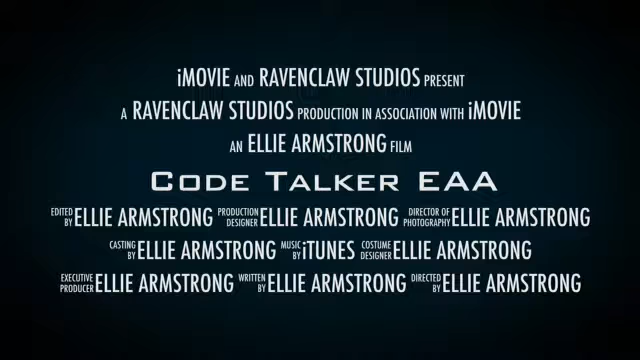 iMOVIE AND RAVENCLAW STUDIOS PRESENT
A RAVENCLAW STUDIOS PRODUCTION IN ASSOCIATION WITH iMOVIE
AN ELLIE ARMSTRONG FILM
CODE TALKER EAA
EDITED BY ELLIE ARMSTRONG PRODUCTION DESIGNER ELLIE ARMSTRONG DIRECTOR OF PHOTOGRAPHY ELLIE ARMSTRONG
CASTING BY ELLIE ARMSTRONG MUSIC BY iTUNES COSTUME DESIGNER ELLIE ARMSTRONG
EXECUTIVE PRODUCER ELLIE ARMSTRONG WRITTEN BY ELLIE ARMSTRONG DIRECTED BY ELLIE ARMSTRONG